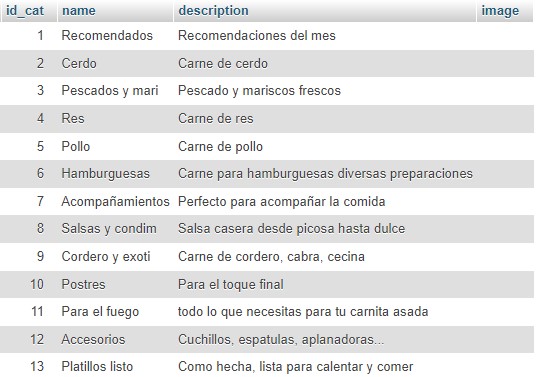 id_cat name description image
1 Recomendados Recomendaciones del mes
2 Cerdo Carne de cerdo
3 Pescados y mari Pescado y mariscos frescos
4 Res Carne de res
5 Pollo Carne de pollo
6 Hamburguesas Carne para hamburguesas diversas preparaciones
7 Acompañamientos Perfecto para acompañar la comida
8 Salsas y condim Salsa casera desde picosa hasta dulce
9 Cordero y exoti Carne de cordero, cabra, cecina
10 Postres Para el toque final
11 Para el fuego todo lo que necesitas para tu carnita asada
12 Accesorios Cuchillos, espatulas, aplanadoras...
13 Platillos listo Como hecha, lista para calentar y comer